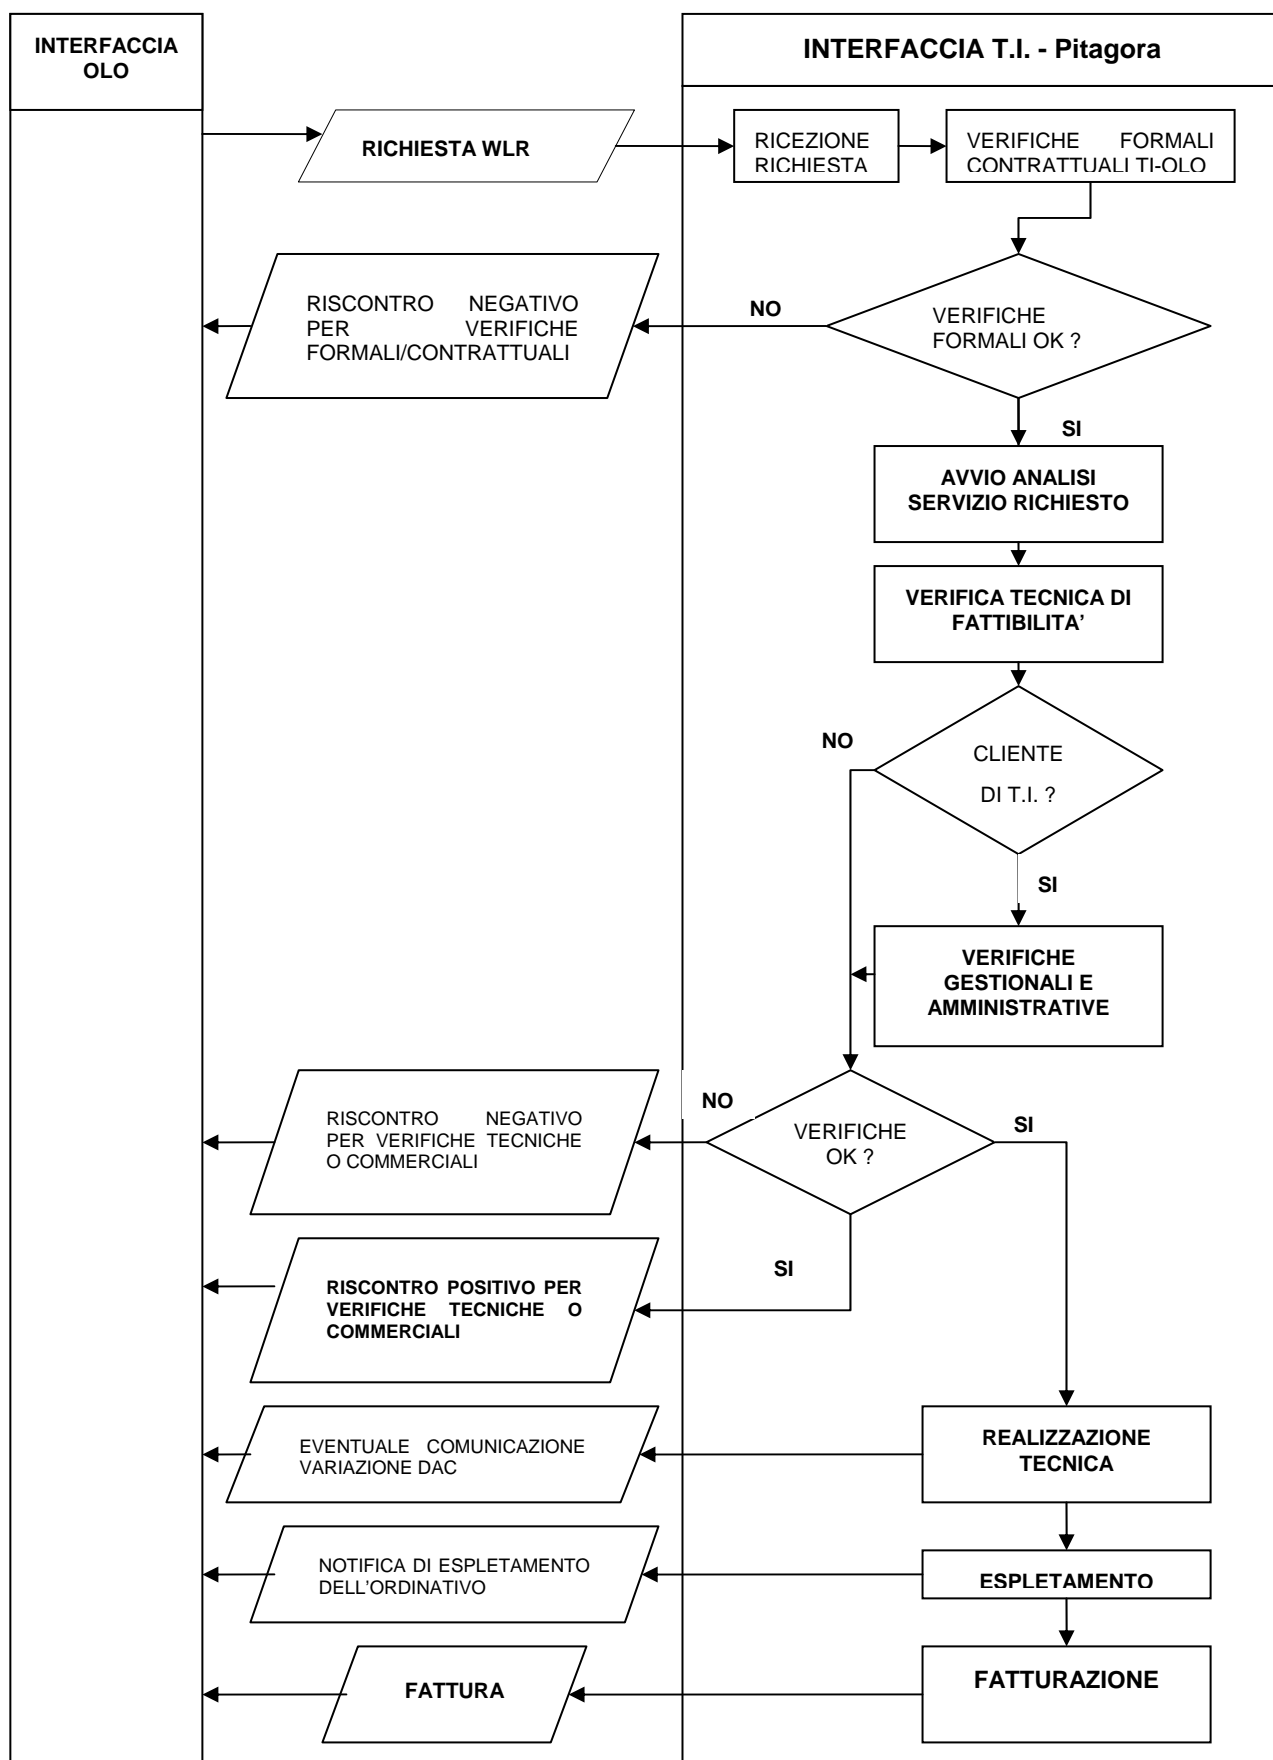 INTERFACCIA
OLO
INTERFACCIA T.I. - Pitagora
RICHIESTA WLR
RICEZIONE
RICHIESTA
VERIFICHE FORMALI
CONTRATTUALI TI-OLO
RISCONTRO NEGATIVO
PER VERIFICHE
FORMALI/CONTRATTUALI
NO
VERIFICHE
FORMALI OK ?
SI
AVVIO ANALISI
SERVIZIO RICHIESTO
VERIFICA TECNICA DI
FATTIBILITA’
NO
CLIENTE
DI T.I. ?
SI
VERIFICHE
GESTIONALI E
AMMINISTRATIVE
RISCONTRO NEGATIVO
PER VERIFICHE TECNICHE
O COMMERCIALI
NO
VERIFICHE
OK ?
SI
SI
RISCONTRO POSITIVO PER
VERIFICHE TECNICHE O
COMMERCIALI
EVENTUALE COMUNICAZIONE
VARIAZIONE DAC
REALIZZAZIONE
TECNICA
NOTIFICA DI ESPLETAMENTO
DELL’ORDINATIVO
ESPLETAMENTO
FATTURA
FATTURAZIONE